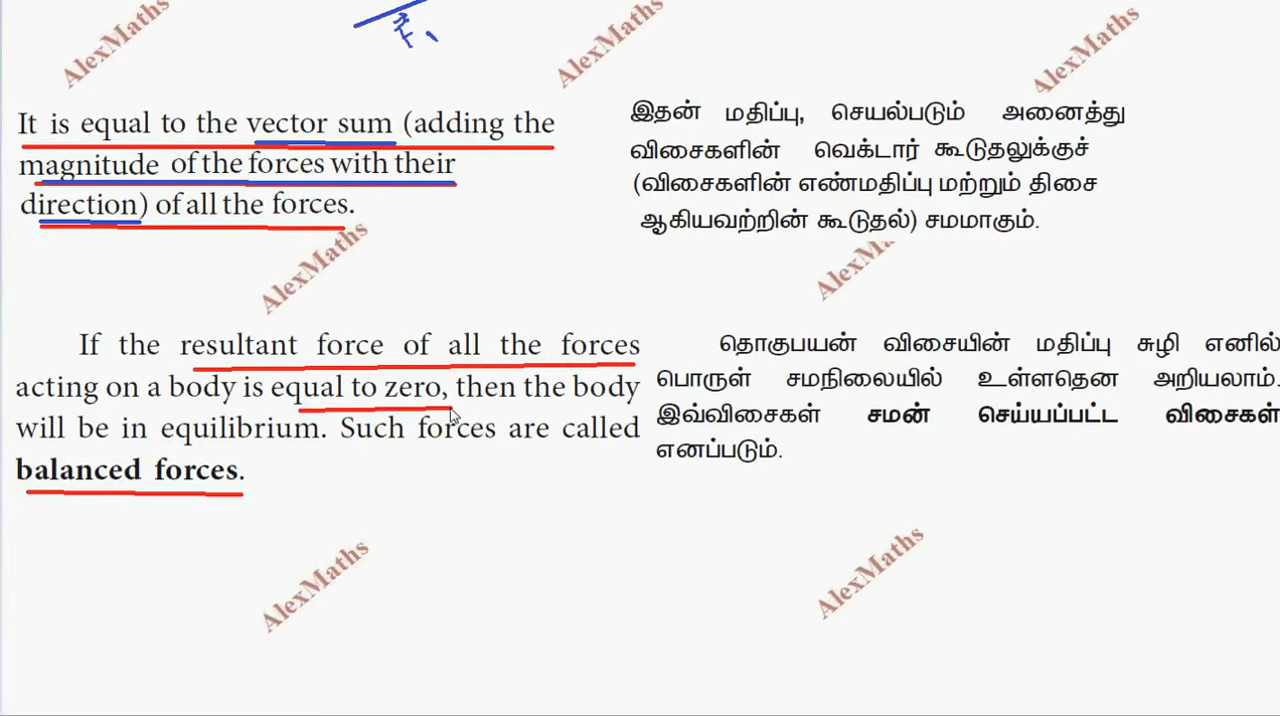 AlexMaths
AlexMaths
AlexMaths
It is equal to the vector sum (adding the
magnitude of the forces with their
direction) of all the forces.
இதன் மதிப்பு, செயல்படும் அனைத்து
விசைகளின் வெக்டார் கூடுதலுக்குச்
(விசைகளின் எண்மதிப்பு மற்றும் திசை
ஆகியவற்றின் கூடுதல்) சமமாகும்.
AlexMaths
If the resultant force of all the forces
acting on a body is equal to zero, then the body
will be in equilibrium. Such forces are called
balanced forces.
தொகுபயன் விசையின் மதிப்பு சுழி எனில்
பொருள் சமநிலையில் உள்ளதென அறியலாம்.
இவ்விசைகள் சமன் செய்யப்பட்ட விசைகள்
எனப்படும்.
AlexMaths
AlexMaths